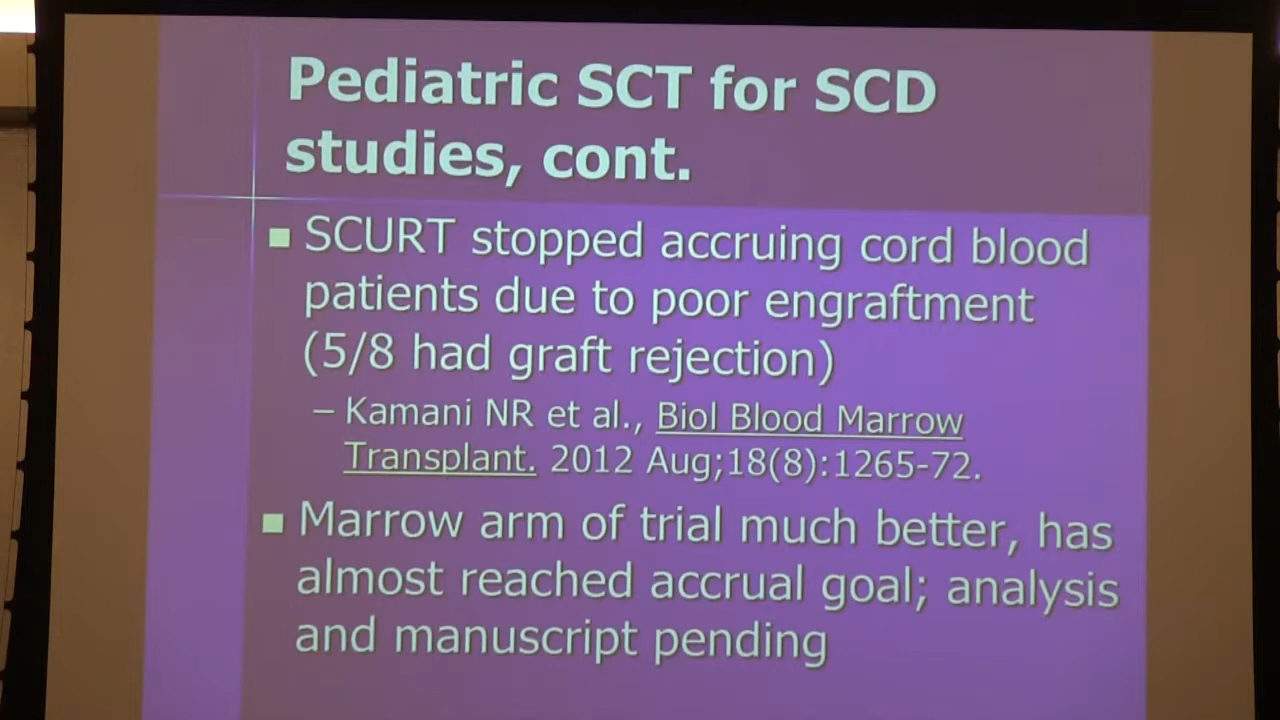 Pediatric SCT for SCD
studies, cont.
SCURT stopped accruing cord blood
patients due to poor engraftment
(5/8 had graft rejection)
– Kamani NR et al., Biol Blood Marrow
Transplant. 2012 Aug;18(8):1265-72.
Marrow arm of trial much better, has
almost reached accrual goal; analysis
and manuscript pending